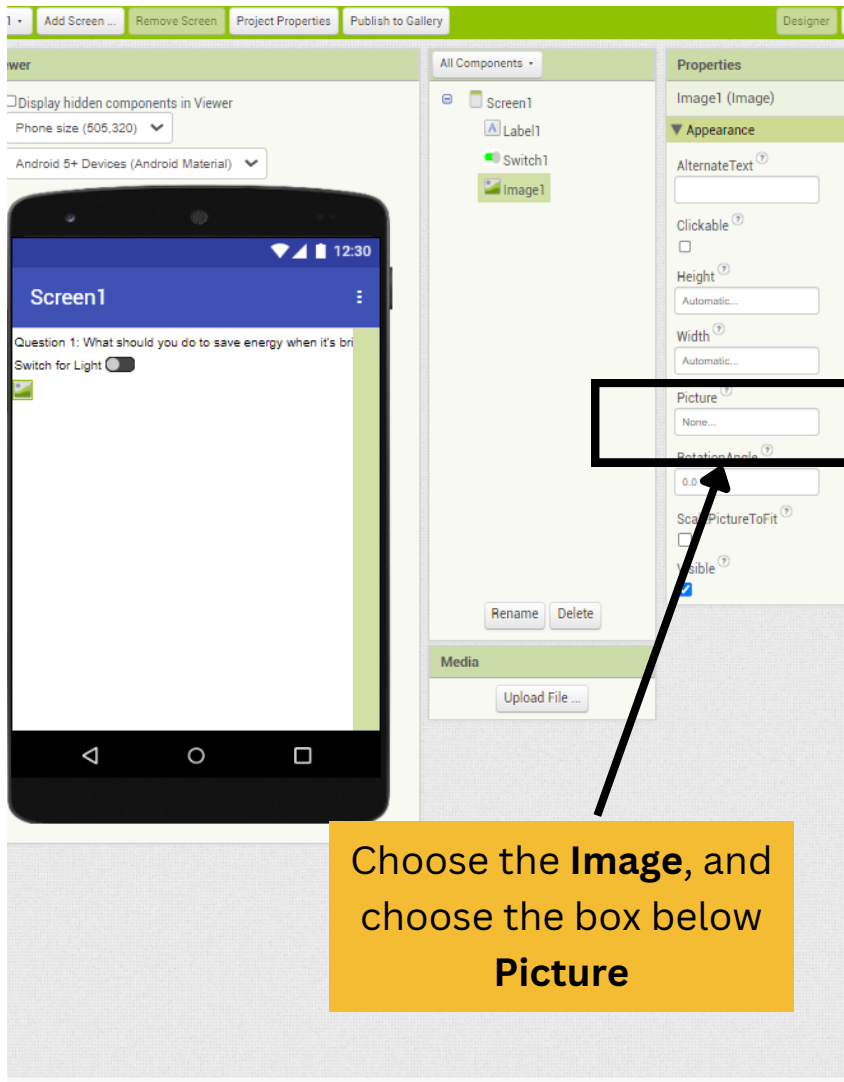 1
Add Screen ...
Remove Screen
Project Properties
Publish to Gallery
Designer
ewer
Display hidden components in Viewer
Phone size (505,320)
Android 5+ Devices (Android Material)
12:30
Screen1
Question 1: What should you do to save energy when it's bri
Switch for Light
All Components
Screen1
A Label1
Switch1
Image1
Rename
Delete
Media
Upload File ...
Properties
Image1 (Image)
Appearance
AlternateText ?
Clickable ?
Height ?
Automatic...
Width ?
Automatic...
Picture ?
None...
RotationAngle ?
0.0
ScalePictureToFit ?
Visible ?
Choose the Image, and
choose the box below
Picture